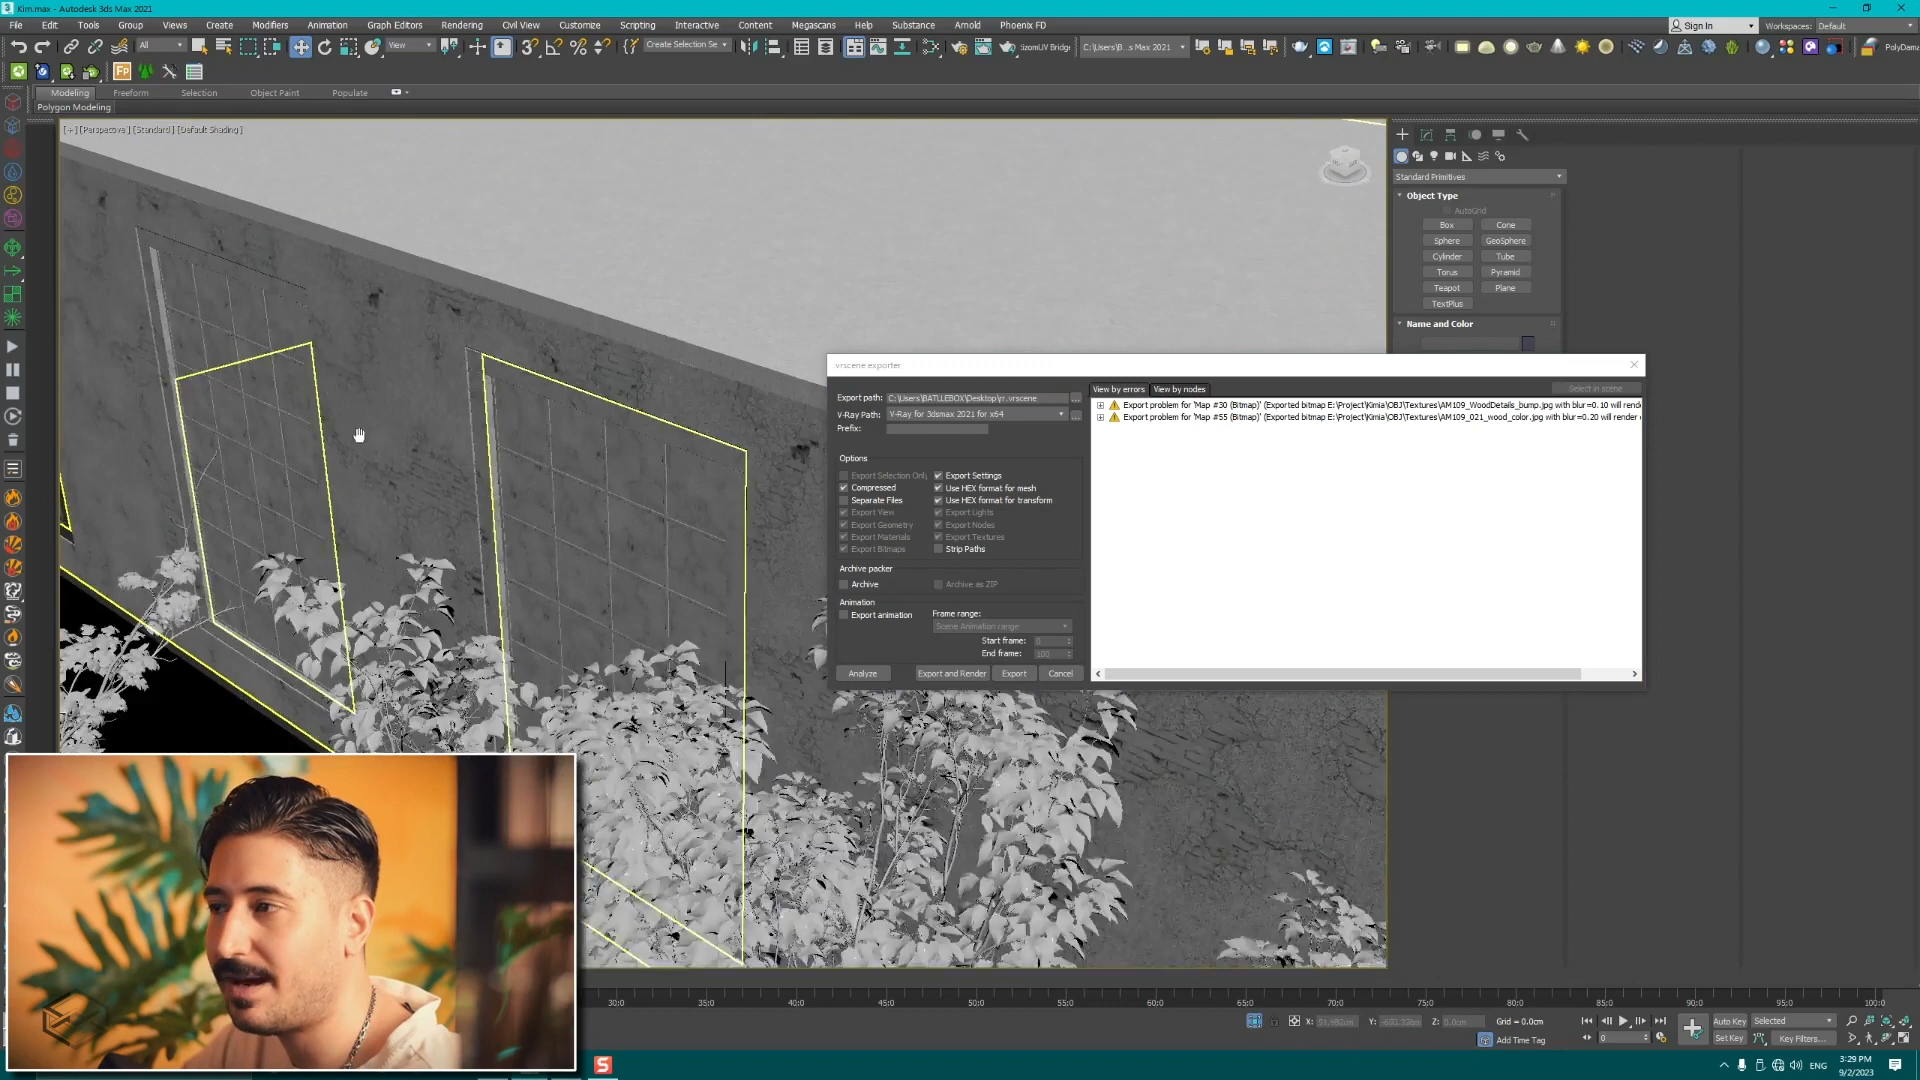 Kim.max - Autodesk 3ds Max 2021
File Edit Tools Group Views Create Modifiers Animation Graph Editors Rendering Civil View Customize Scripting Interactive Content Megascans Help Substance Arnold Phoenix FD
Sign In Workspaces: Default
All View Create Selection Se C:\Users\B...s Max 2021
Modeling Freeform Selection Object Paint Populate
Polygon Modeling
[+] [Perspective] [Standard] [Default Shading]
Standard Primitives
Object Type
AutoGrid
Box Cone
Sphere GeoSphere
Cylinder Tube
Torus Pyramid
Teapot Plane
TextPlus
Name and Color
.vrscene exporter
Export path: C:\Users\BATLLEBOX\Desktop\rr.vrscene ...
V-Ray Path: V-Ray for 3dsmax 2021 for x64 ...
Prefix:
Options
Export Selection Only Export Settings
Compressed Use HEX format for mesh
Separate Files Use HEX format for transform
Export View Export Lights
Export Geometry Export Nodes
Export Materials Export Textures
Export Bitmaps Strip Paths
Archive packer
Archive Archive as ZIP
Animation
Export animation Frame range:
Scene Animation range
Start frame: 0
End frame: 100
Analyze Export and Render Export Cancel
View by errors View by nodes Select in scene
Export problem for 'Map #30 (Bitmap)' (Exported bitmap E:\Project\Kimia\OBJ\Textures\AM109_WoodDetails_bump.jpg with blur=0.10 will rend
Export problem for 'Map #55 (Bitmap)' (Exported bitmap E:\Project\Kimia\OBJ\Textures\AM109_021_wood_color.jpg with blur=0.20 will render
30:0 35:0 40:0 45:0 50:0 55:0 60:0 65:0 70:0 75:0 80:0 85:0 90:0 95:0 100:0
X: Y: Z: 0.0cm Grid = 0.0cm
Add Time Tag
0
Auto Key Selected
Set Key Key Filters...
ENG
3:29 PM
9/2/2023